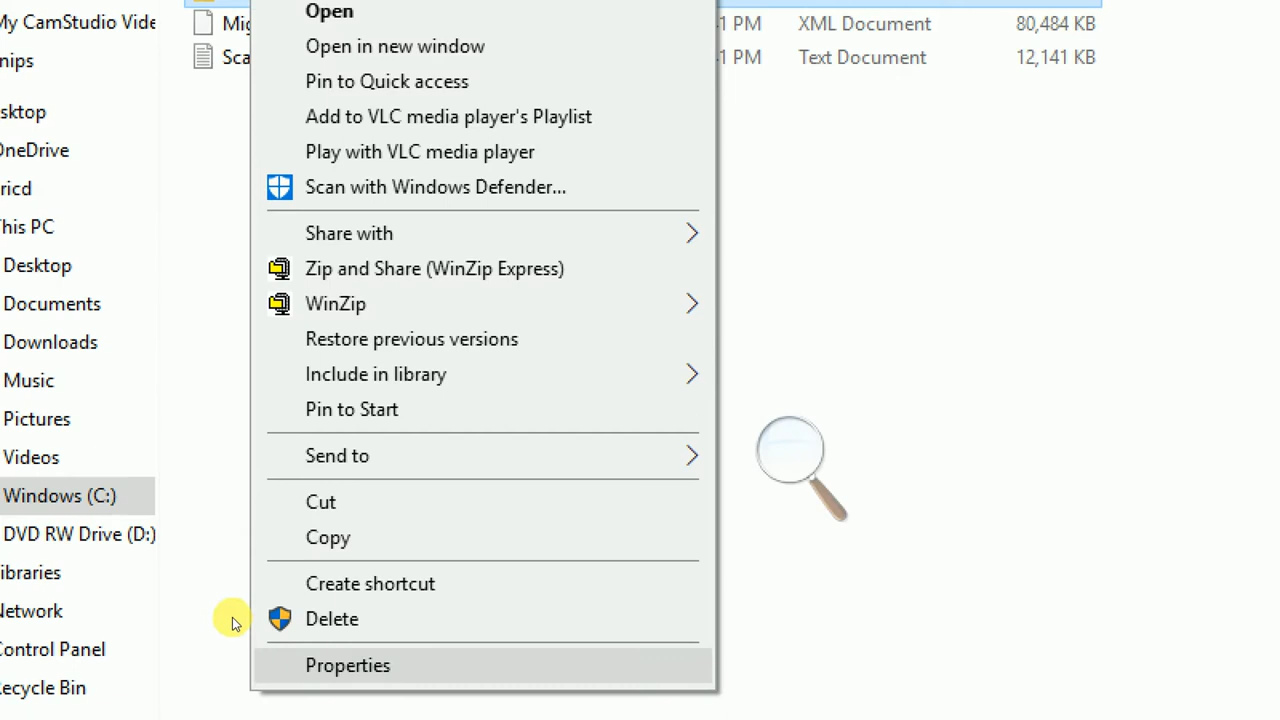 My CamStudio Vide
nips
sktop
OneDrive
ricd
This PC
Desktop
Documents
Downloads
Music
Pictures
Videos
Windows (C:)
DVD RW Drive (D:)
ibraries
Network
Control Panel
ecycle Bin
Mig
1 PM XML Document 80,484 KB
Sca
1 PM Text Document 12,141 KB
Open
Open in new window
Pin to Quick access
Add to VLC media player's Playlist
Play with VLC media player
Scan with Windows Defender...
Share with
Zip and Share (WinZip Express)
WinZip
Restore previous versions
Include in library
Pin to Start
Send to
Cut
Copy
Create shortcut
Delete
Properties